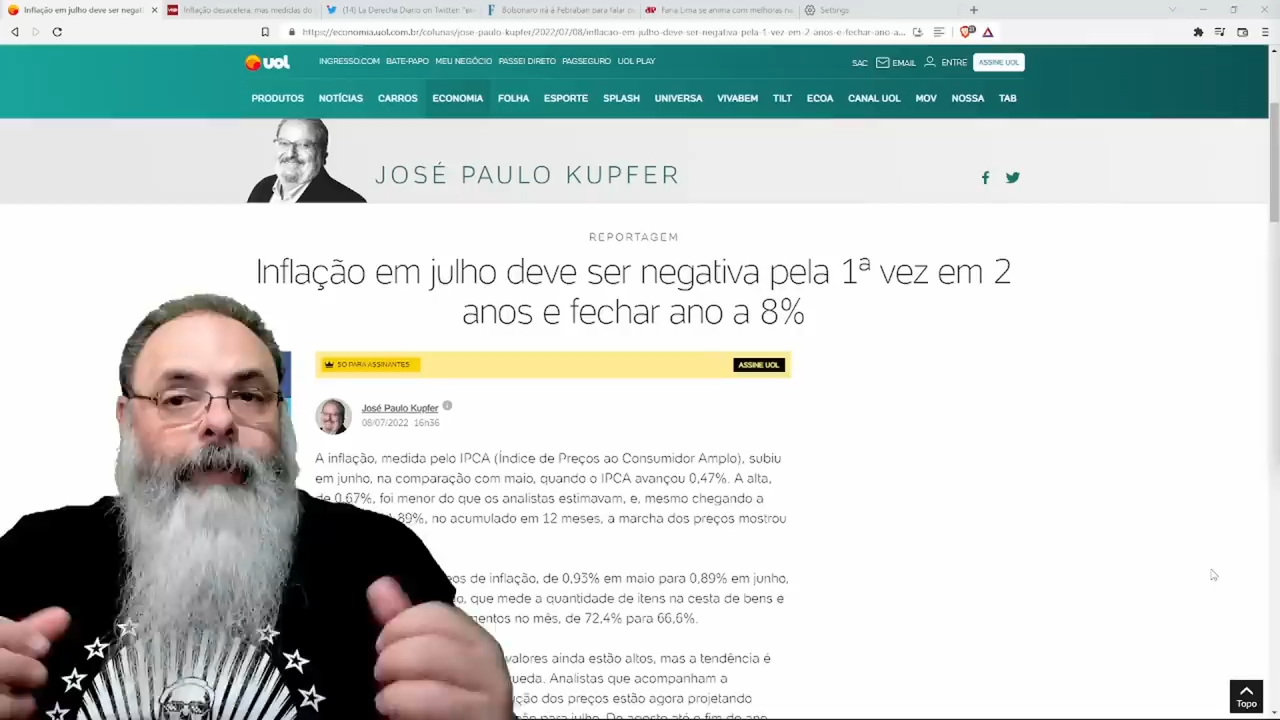 Inflação em julho deve ser negati
Inflação desacelera, mas medidas do
(14) La Derecha Diario on Twitter:
Bolsonaro irá à Febraban para falar
Faria Lima se anima com melhoras n
Settings
https://economia.uol.com.br/colunas/jose-paulo-kupfer/2022/07/08/inflacao-em-julho-deve-ser-negativa-pela-1-vez-em-2-anos-e-fechar-ano-a...
UOL
INGRESSO.COM BATE-PAPO MEU NEGÓCIO PASSEI DIRETO PAGSEGURO UOL PLAY
SAC EMAIL ENTRE ASSINE UOL
PRODUTOS NOTÍCIAS CARROS ECONOMIA FOLHA ESPORTE SPLASH UNIVERSA VIVABEM TILT ECOA CANAL UOL MOV NOSSA TAB
JOSÉ PAULO KUPFER
REPORTAGEM
Inflação em julho deve ser negativa pela 1ª vez em 2
anos e fechar ano a 8%
SÓ PARA ASSINANTES
ASSINE UOL
José Paulo Kupfer
08/07/2022 16h36
A inflação, medida pelo IPCA (Índice de Preços ao Consumidor Amplo), subiu
em junho, na comparação com maio, quando o IPCA avançou 0,47%. A alta,
de 0,67%, foi menor do que os analistas estimavam, e, mesmo chegando a
89%, no acumulado em 12 meses, a marcha dos preços mostrou
de inflação, de 0,93% em maio para 0,89% em junho,
que mede a quantidade de itens na cesta de bens e
no mês, de 72,4% para 66,6%.
valores ainda estão altos, mas a tendência é
Analistas que acompanham a
dos preços estão agora projetando
para julho. De agosto até o fim do ano
Topo